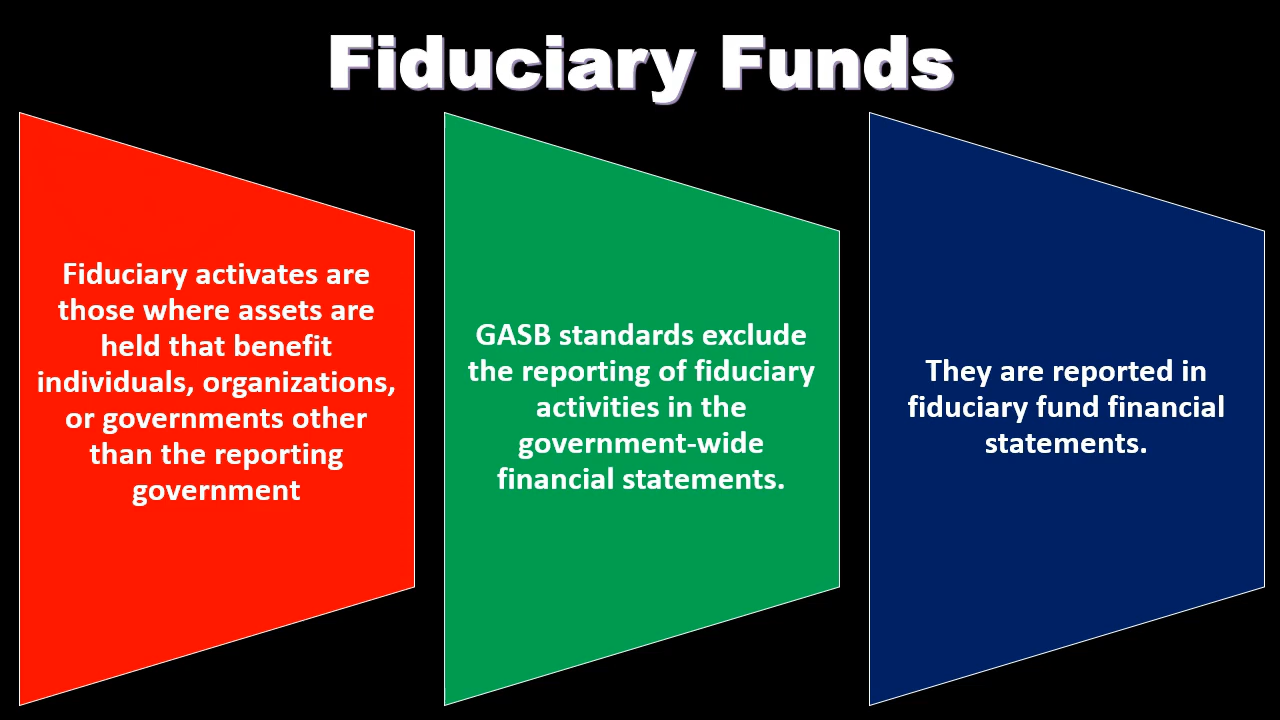 Fiduciary Funds
Fiduciary activates are
those where assets are
held that benefit
individuals, organizations,
or governments other
than the reporting
government
GASB standards exclude
the reporting of fiduciary
activities in the
government-wide
financial statements.
They are reported in
fiduciary fund financial
statements.